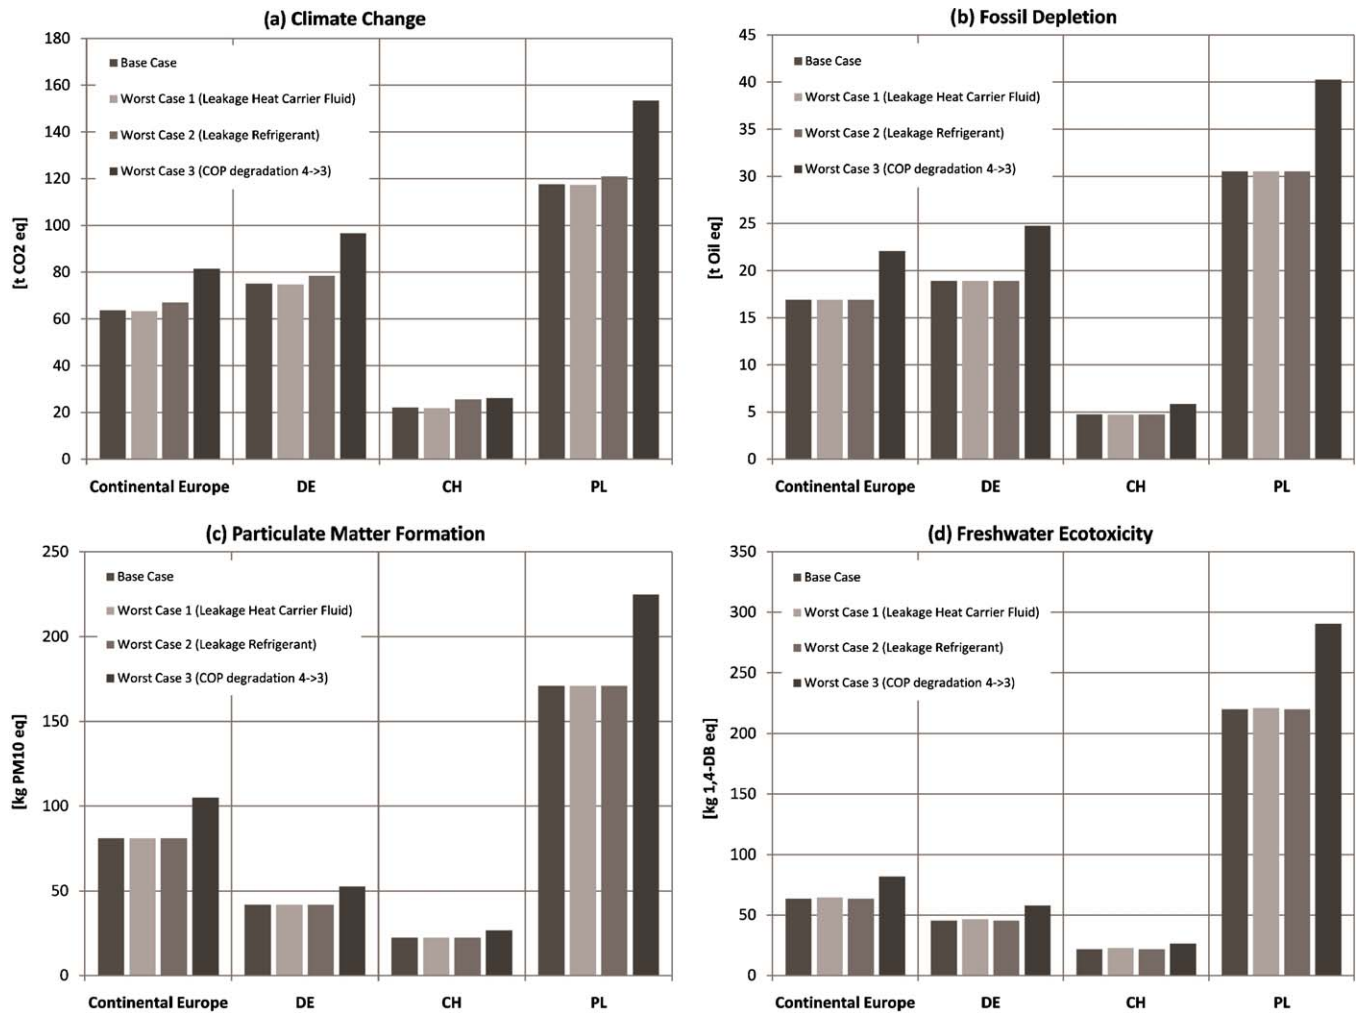 (a) Climate Change
180
160
140
120
100
80
60
40
20
0
[t CO2 eq]
Base Case
Worst Case 1 (Leakage Heat Carrier Fluid)
Worst Case 2 (Leakage Refrigerant)
Worst Case 3 (COP degradation 4->3)
Continental Europe DE CH PL
(b) Fossil Depletion
45
40
35
30
25
20
15
10
5
0
[t Oil eq]
Base Case
Worst Case 1 (Leakage Heat Carrier Fluid)
Worst Case 2 (Leakage Refrigerant)
Worst Case 3 (COP degradation 4->3)
Continental Europe DE CH PL
(c) Particulate Matter Formation
250
200
150
100
50
0
[kg PM10 eq]
Base Case
Worst Case 1 (Leakage Heat Carrier Fluid)
Worst Case 2 (Leakage Refrigerant)
Worst Case 3 (COP degradation 4->3)
Continental Europe DE CH PL
(d) Freshwater Ecotoxicity
350
300
250
200
150
100
50
0
[kg 1,4-DB eq]
Base Case
Worst Case 1 (Leakage Heat Carrier Fluid)
Worst Case 2 (Leakage Refrigerant)
Worst Case 3 (COP degradation 4->3)
Continental Europe DE CH PL